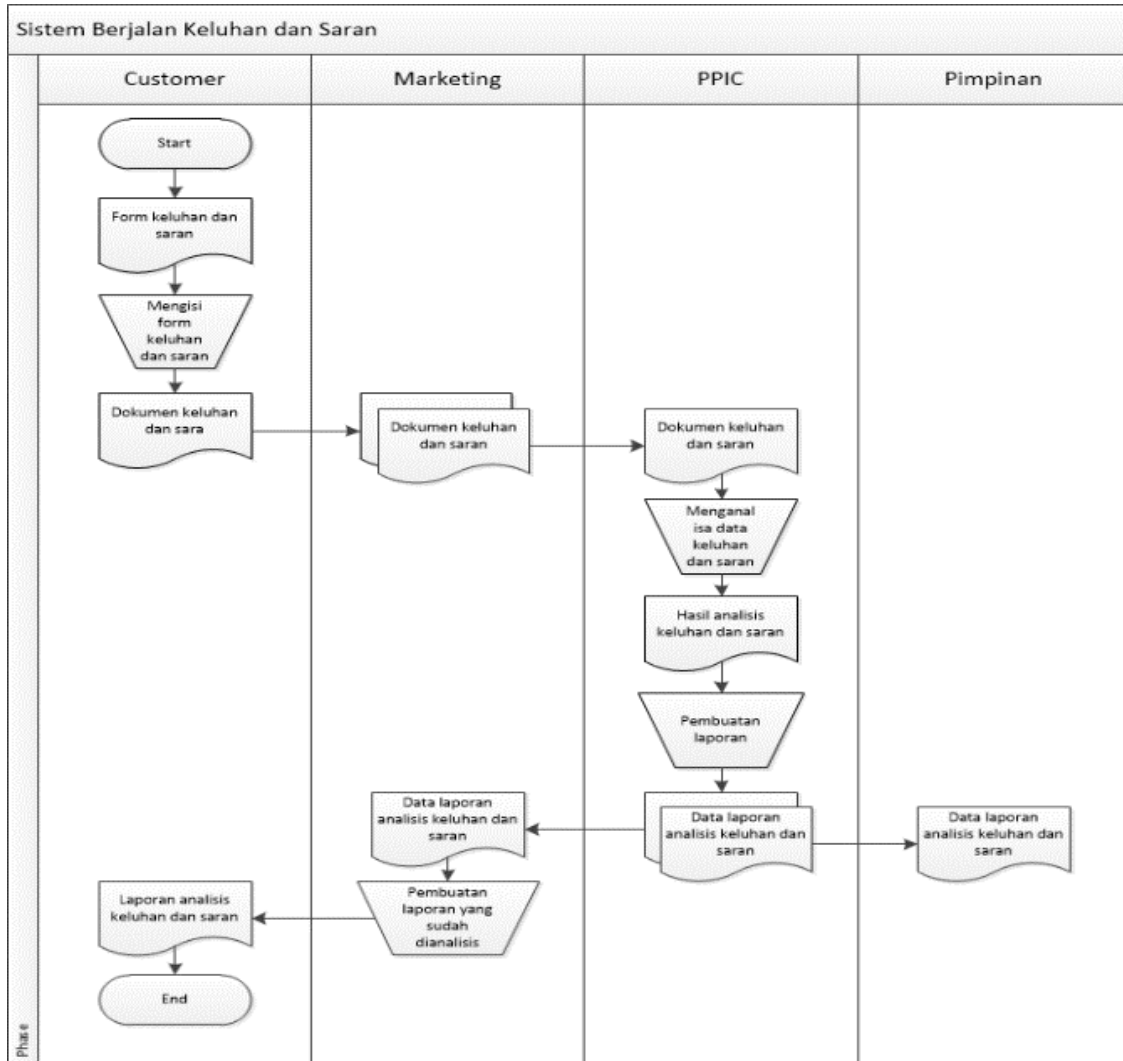 Sistem Berjalan Keluhan dan Saran
Customer
Marketing
PPIC
Pimpinan
Start
Form keluhan dan
saran
Mengisi
form
keluhan
dan saran
Dokumen keluhan
dan sara
Dokumen keluhan
dan saran
Dokumen keluhan
dan saran
Menganal
isa data
keluhan
dan saran
Hasil analisis
keluhan dan saran
Pembuatan
laporan
Data laporan
analisis keluhan dan
saran
Data laporan
analisis keluhan dan
saran
Data laporan
analisis keluhan dan
saran
Pembuatan
laporan yang
sudah
dianalisis
Laporan analisis
keluhan dan saran
End
Phase